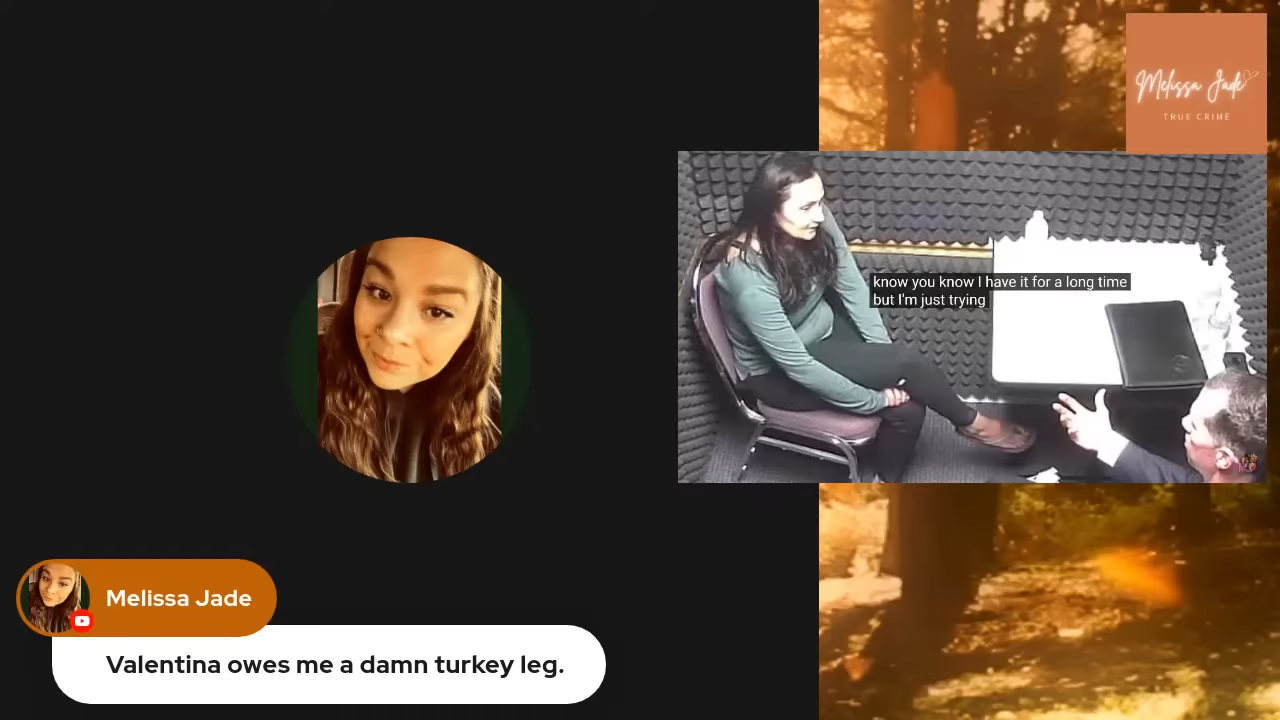 Melissa Jade
TRUE CRIME
know you know I have it for a long time
but I'm just trying
Melissa Jade
Valentina owes me a damn turkey leg.